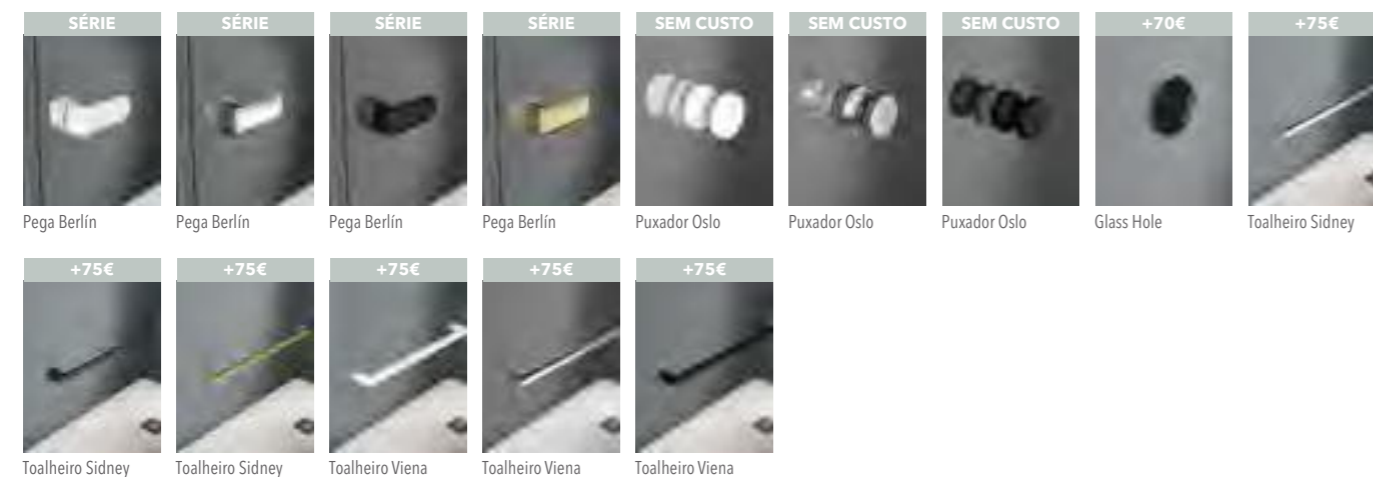 SÉRIE SÉRIE SÉRIE SÉRIE SEM CUSTO SEM CUSTO SEM CUSTO +70€ +75€
Pega Berlín Pega Berlín Pega Berlín Pega Berlín Puxador Oslo Puxador Oslo Puxador Oslo Glass Hole Toalheiro Sidney
+75€ +75€ +75€ +75€ +75€
Toalheiro Sidney Toalheiro Sidney Toalheiro Viena Toalheiro Viena Toalheiro Viena